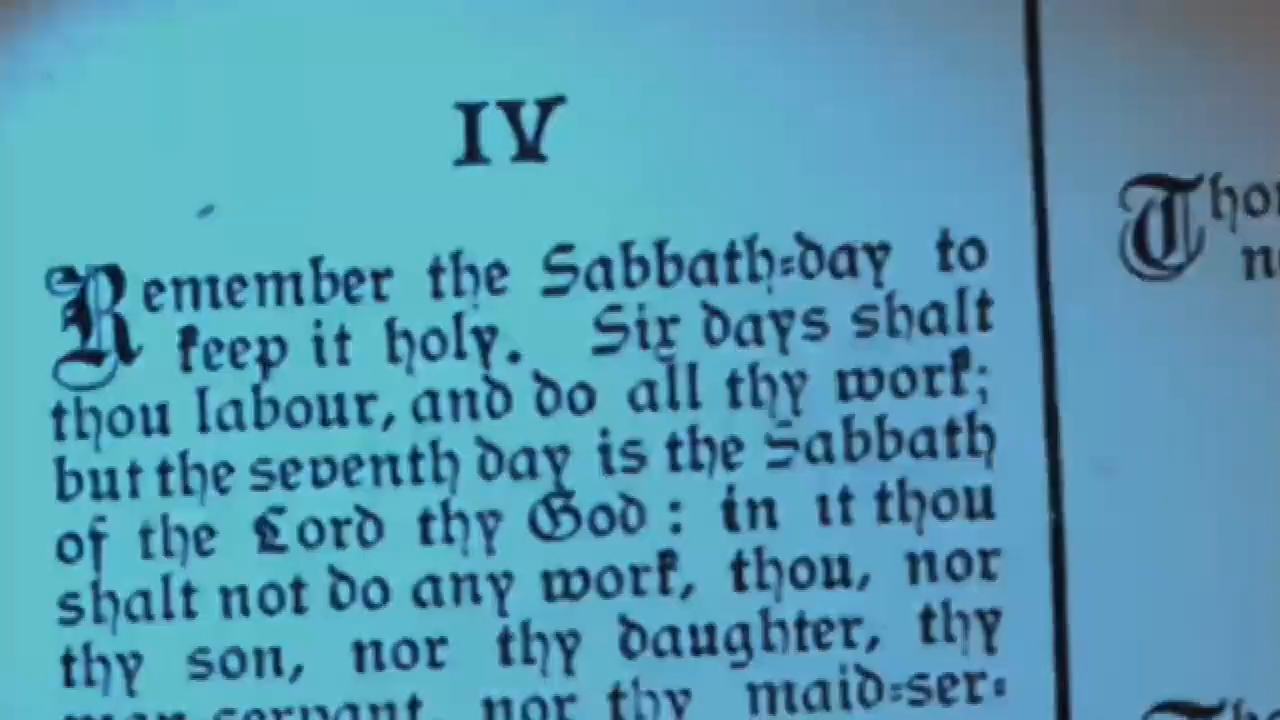 IV
Remember the Sabbath=day to
keep it holy. Six days shalt
thou labour, and do all thy work;
but the seventh day is the Sabbath
of the Lord thy God: in it thou
shalt not do any work, thou, nor
thy son, nor thy daughter, thy
man-servant, nor thy maid=ser=